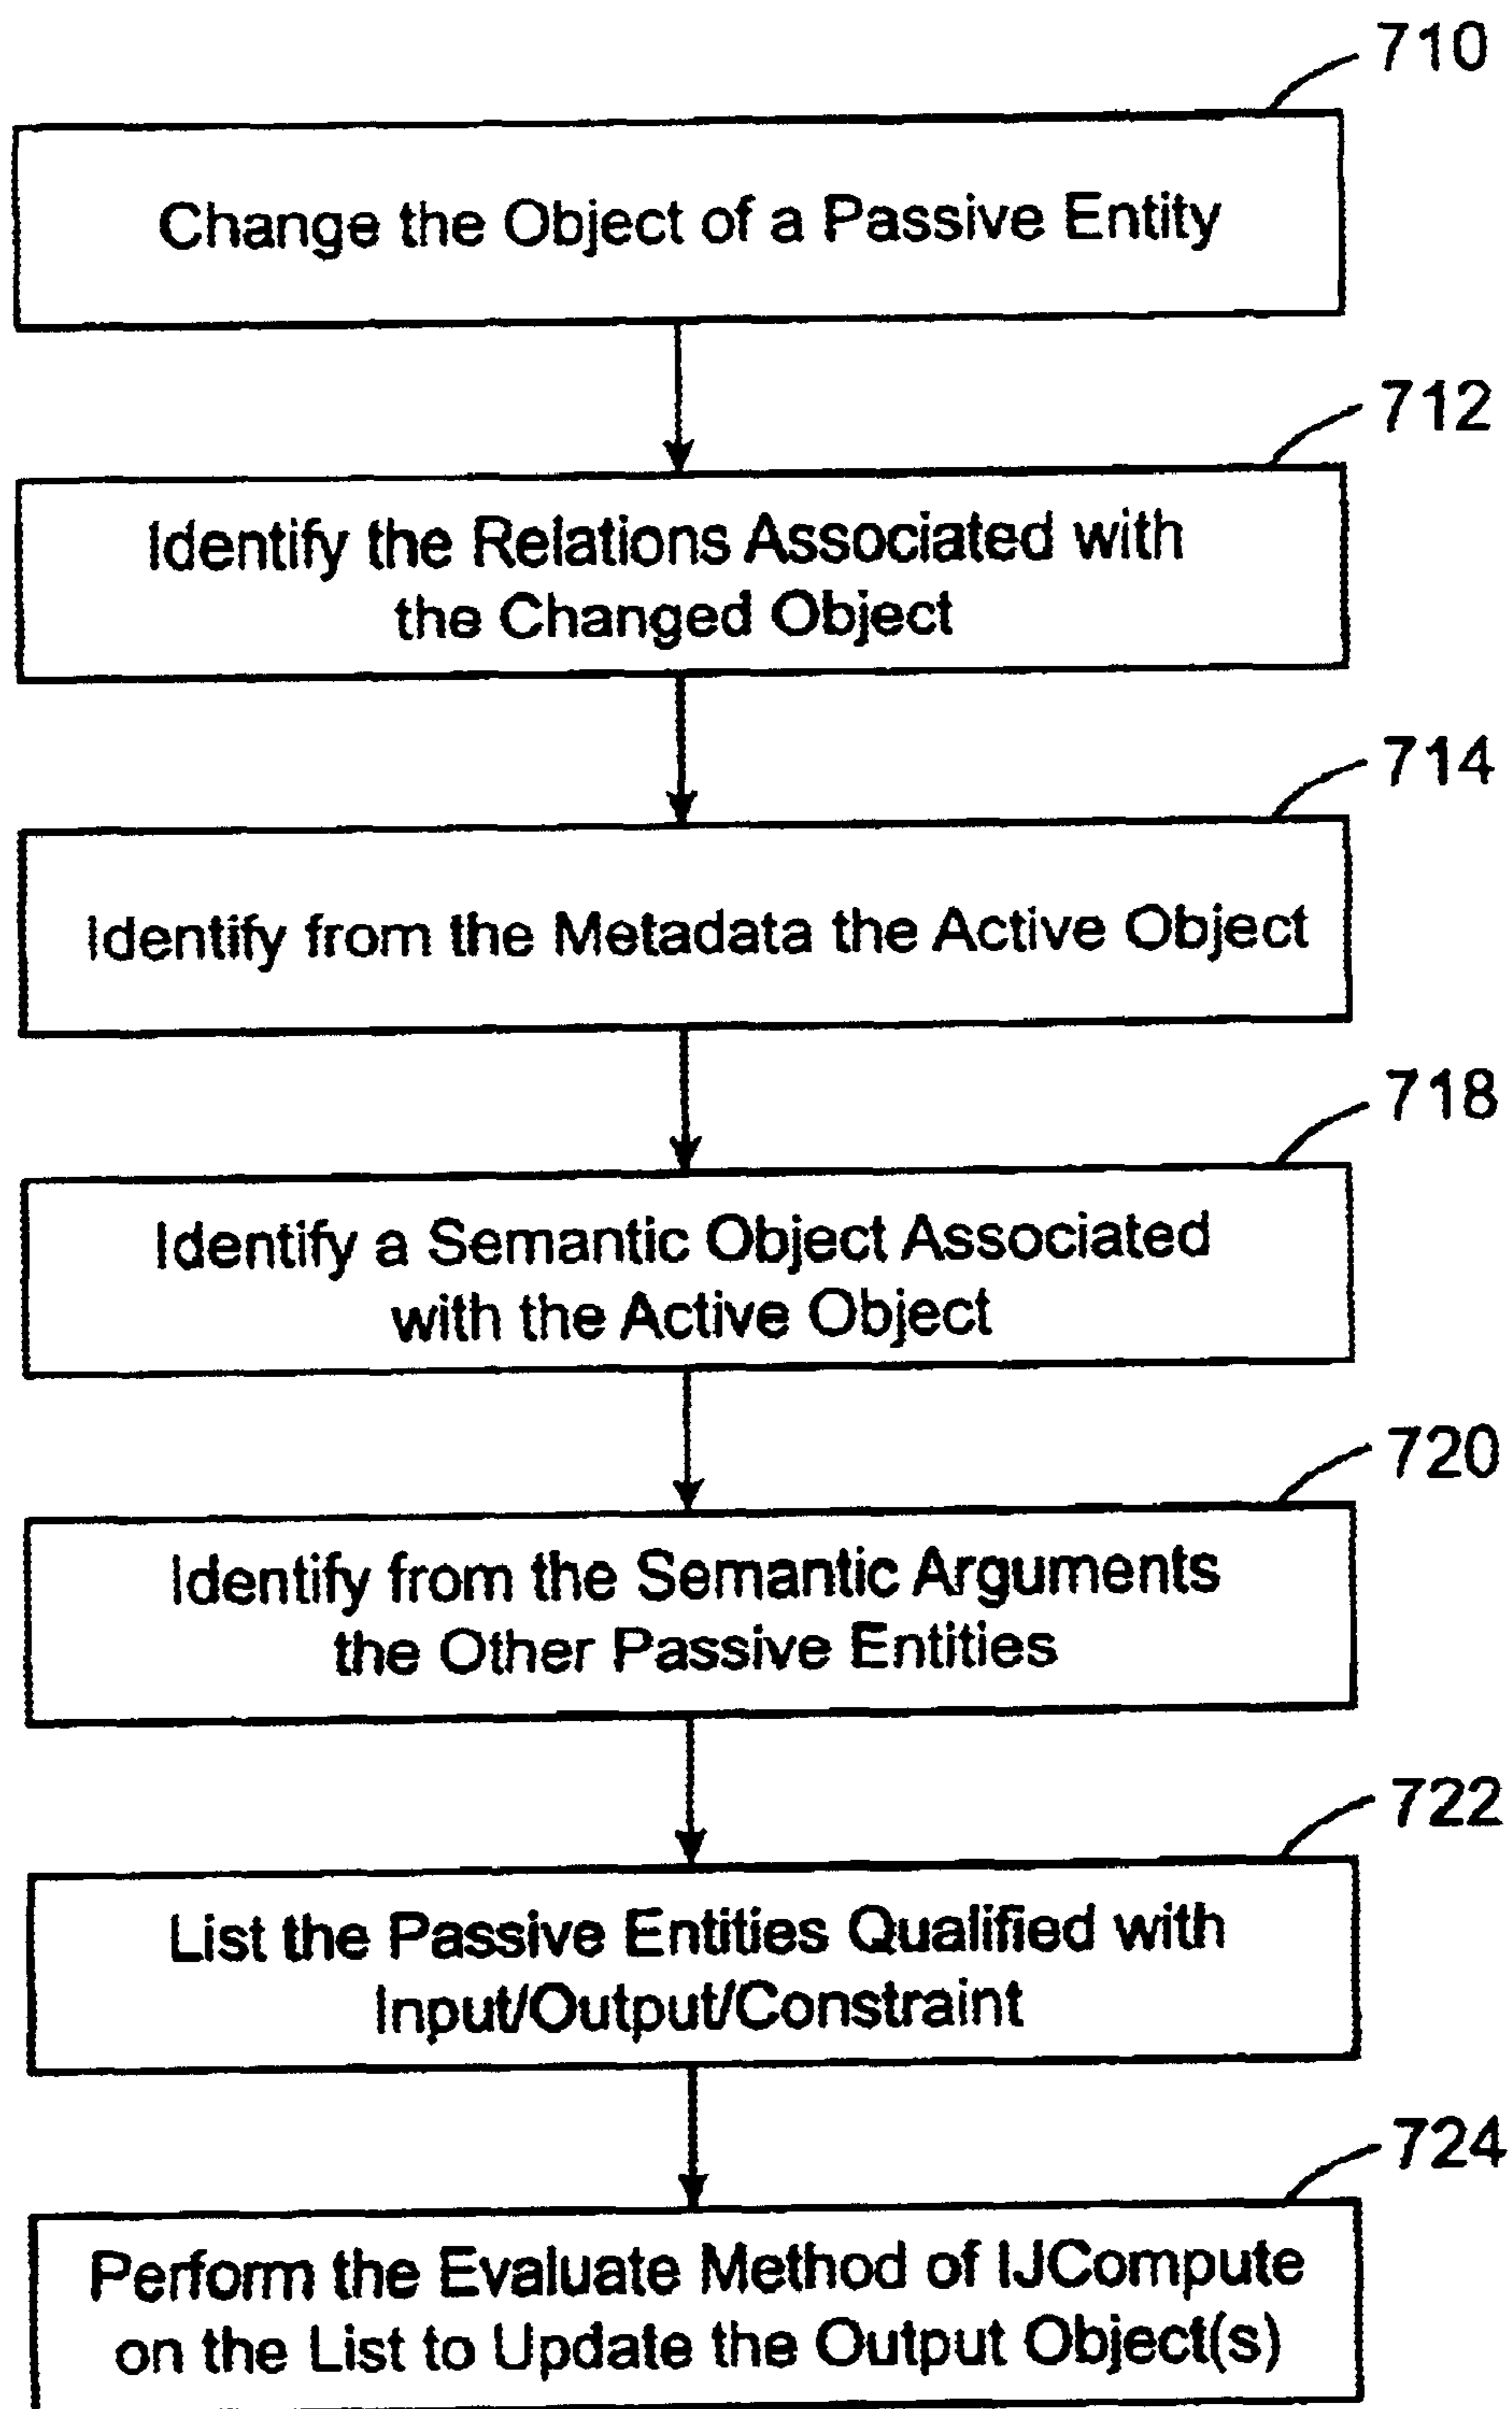 710
Change the Object of a Passive Entity
712
Identify the Relations Associated with
the Changed Object
714
Identify from the Metadata the Active Object
718
Identify a Semantic Object Associated
with the Active Object
720
Identify from the Semantic Arguments
the Other Passive Entities
722
List the Passive Entities Qualified with
Input/Output/Constraint
724
Perform the Evaluate Method of IJCompute
on the List to Update the Output Object(s)